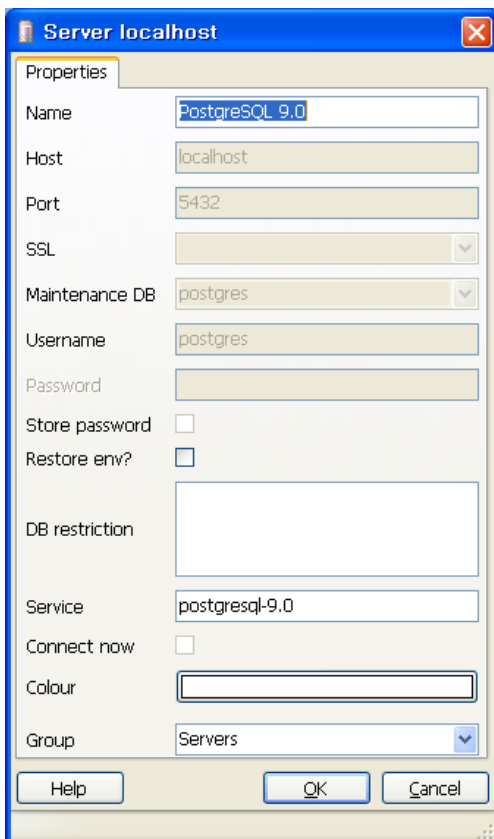 Server localhost
Properties
Name PostgreSQL 9.0
Host localhost
Port 5432
SSL
Maintenance DB postgres
Username postgres
Password
Store password
Restore env?
DB restriction
Service postgresql-9.0
Connect now
Colour
Group Servers
Help OK Cancel